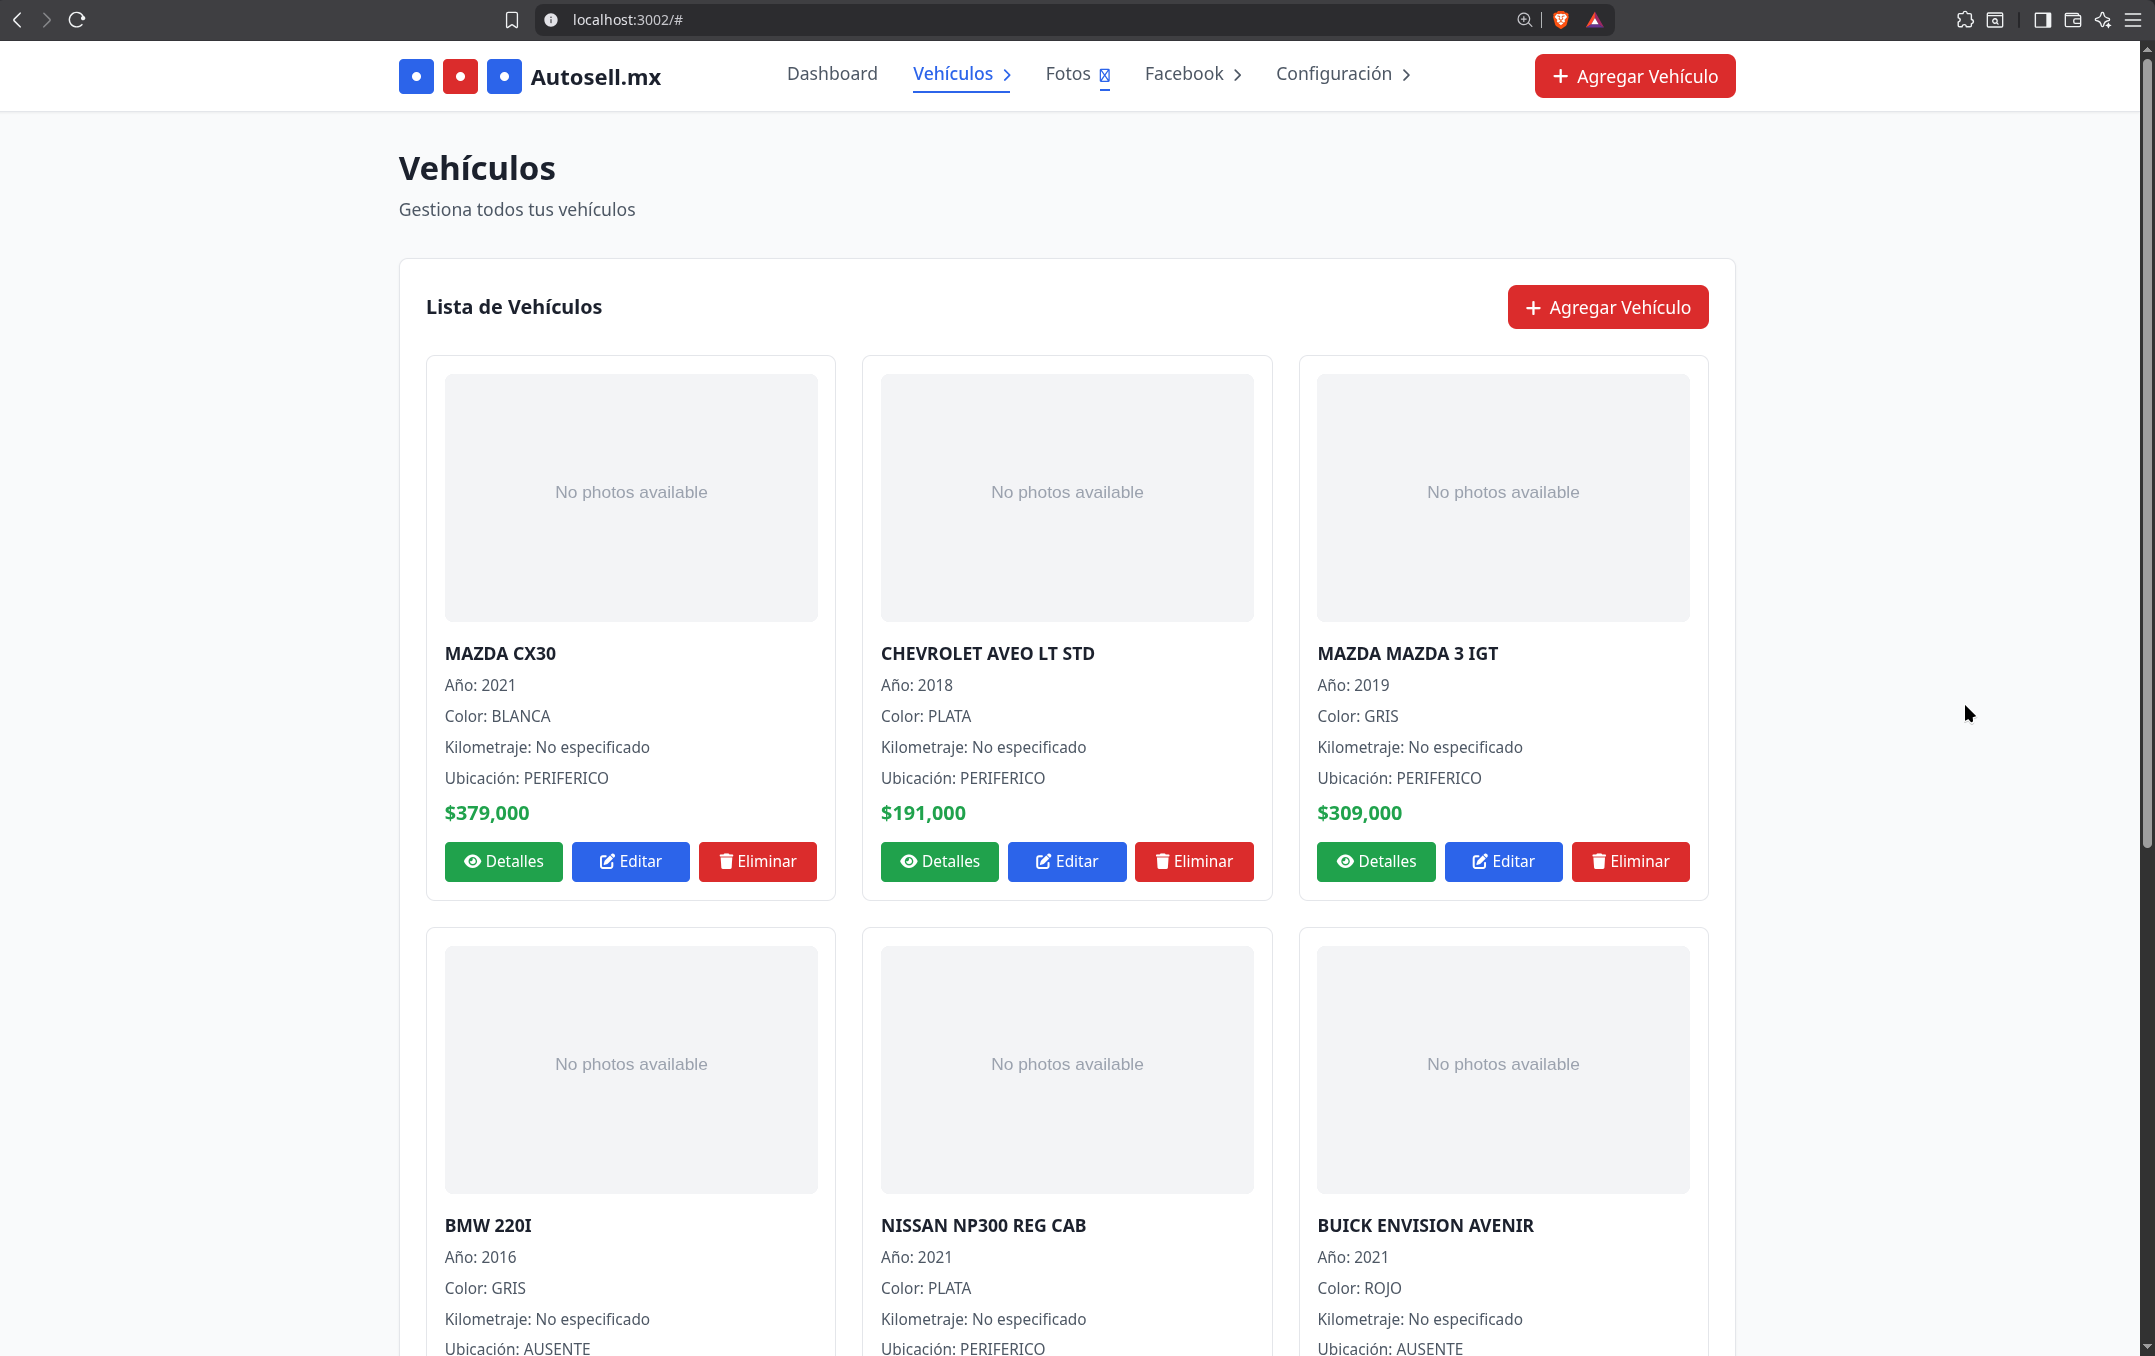 localhost:3002/#
Autosell.mx
Dashboard
Vehículos
Fotos
Facebook
Configuración
Agregar Vehículo
Vehículos
Gestiona todos tus vehículos
Lista de Vehículos
Agregar Vehículo
No photos available
MAZDA CX30
Año: 2021
Color: BLANCA
Kilometraje: No especificado
Ubicación: PERIFERICO
$379,000
Detalles
Editar
Eliminar
No photos available
CHEVROLET AVEO LT STD
Año: 2018
Color: PLATA
Kilometraje: No especificado
Ubicación: PERIFERICO
$191,000
Detalles
Editar
Eliminar
No photos available
MAZDA MAZDA 3 IGT
Año: 2019
Color: GRIS
Kilometraje: No especificado
Ubicación: PERIFERICO
$309,000
Detalles
Editar
Eliminar
No photos available
BMW 220I
Año: 2016
Color: GRIS
Kilometraje: No especificado
Ubicación: AUSENTE
No photos available
NISSAN NP300 REG CAB
Año: 2021
Color: PLATA
Kilometraje: No especificado
Ubicación: PERIFERICO
No photos available
BUICK ENVISION AVENIR
Año: 2021
Color: ROJO
Kilometraje: No especificado
Ubicación: AUSENTE